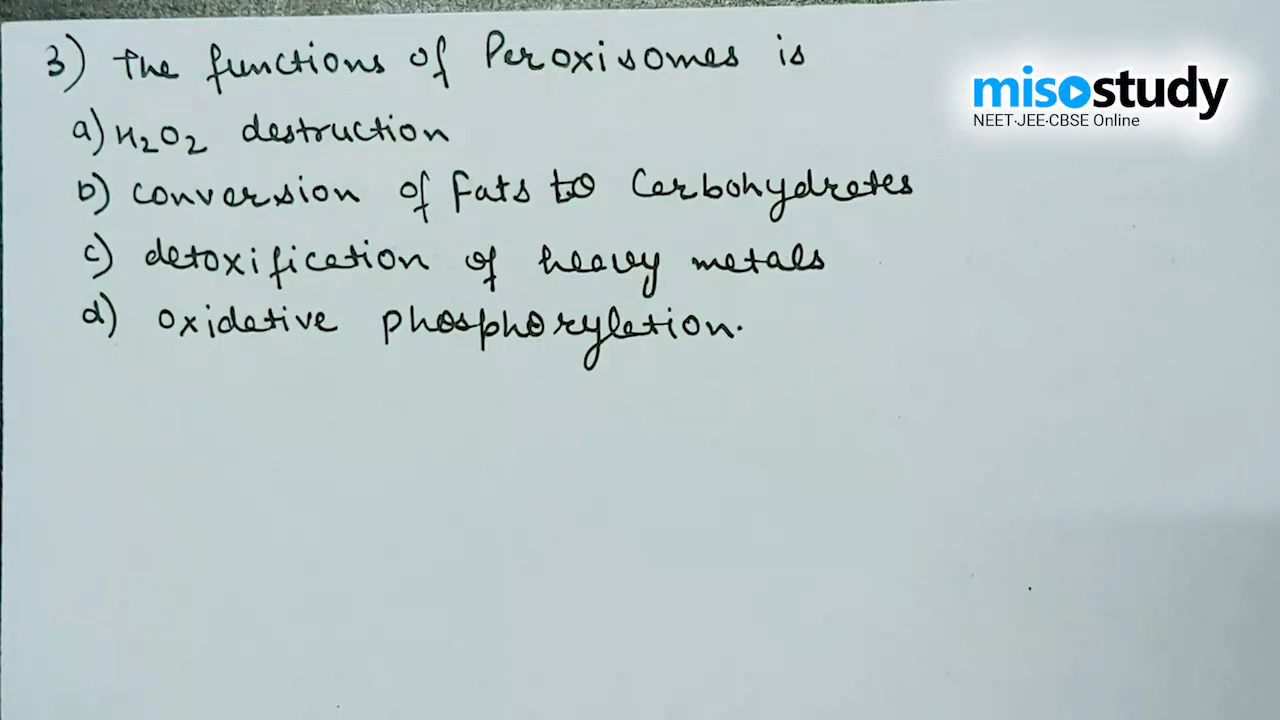 3) The functions of Peroxisomes is
misostudy
NEET·JEE·CBSE Online
a) H₂O₂ destruction
b) conversion of fats to Carbohydrates
c) detoxification of heavy metals
d) oxidative phosphorylation.